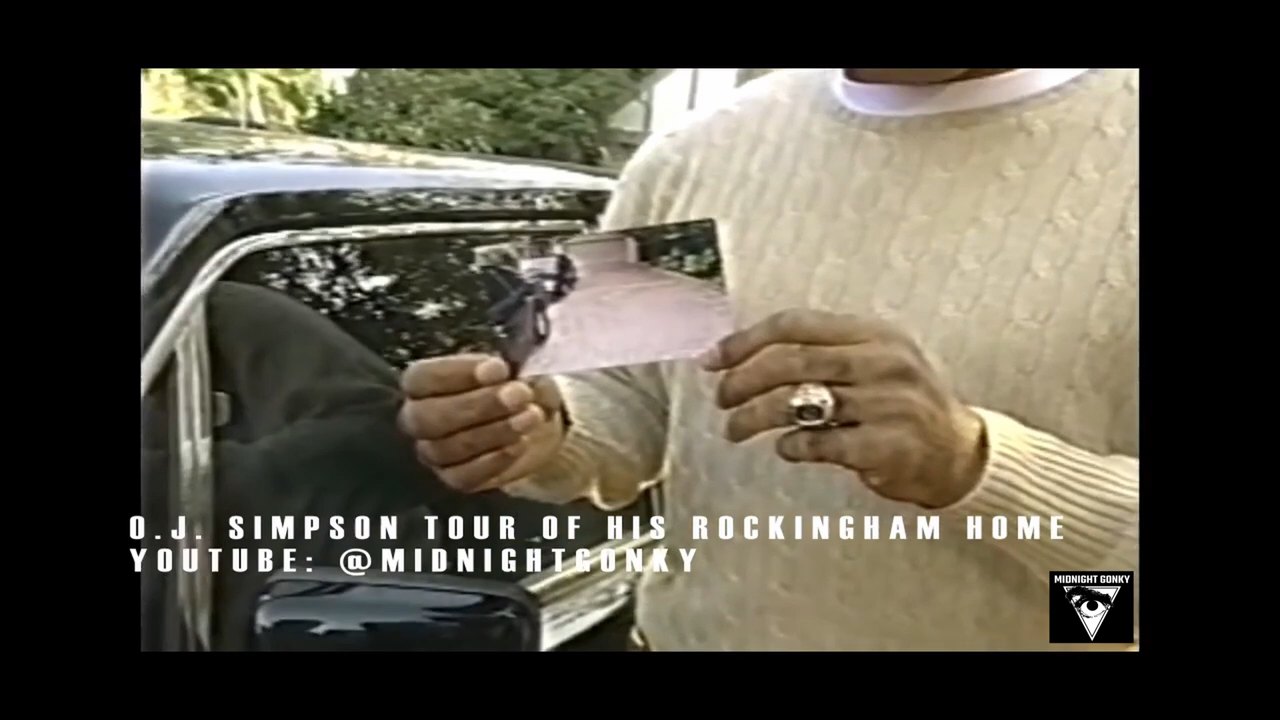 O.J. SIMPSON TOUR OF HIS ROCKINGHAM HOME
YOUTUBE: @MIDNIGHTGONKY
MIDNIGHT GONKY